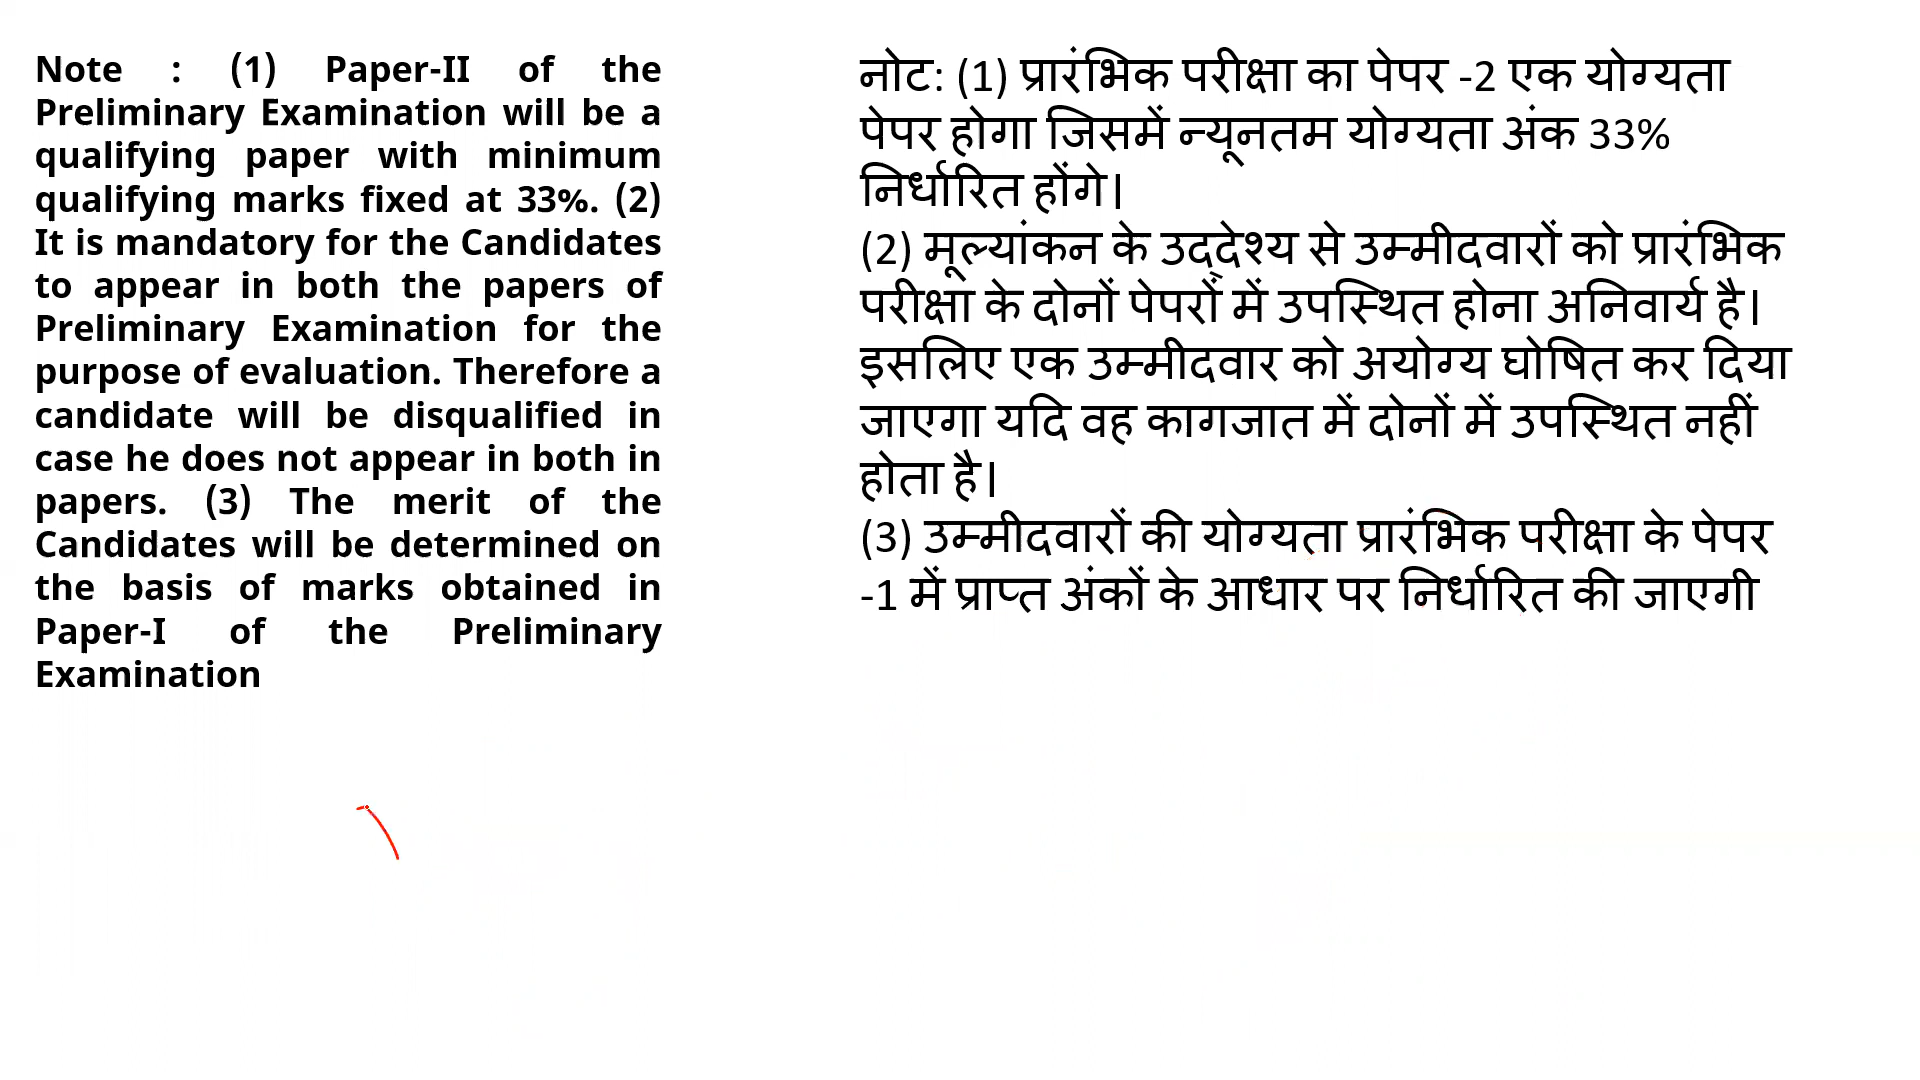 Note : (1) Paper-II of the
Preliminary Examination will be a
qualifying paper with minimum
qualifying marks fixed at 33%. (2)
It is mandatory for the Candidates
to appear in both the papers of
Preliminary Examination for the
purpose of evaluation. Therefore a
candidate will be disqualified in
case he does not appear in both in
papers. (3) The merit of the
Candidates will be determined on
the basis of marks obtained in
Paper-I of the Preliminary
Examination
नोट: (1) प्रारंभिक परीक्षा का पेपर -2 एक योग्यता
पेपर होगा जिसमें न्यूनतम योग्यता अंक 33%
निर्धारित होंगे।
(2) मूल्यांकन के उद्देश्य से उम्मीदवारों को प्रारंभिक
परीक्षा के दोनों पेपरों में उपस्थित होना अनिवार्य है।
इसलिए एक उम्मीदवार को अयोग्य घोषित कर दिया
जाएगा यदि वह कागजात में दोनों में उपस्थित नहीं
होता है।
(3) उम्मीदवारों की योग्यता प्रारंभिक परीक्षा के पेपर
-1 में प्राप्त अंकों के आधार पर निर्धारित की जाएगी